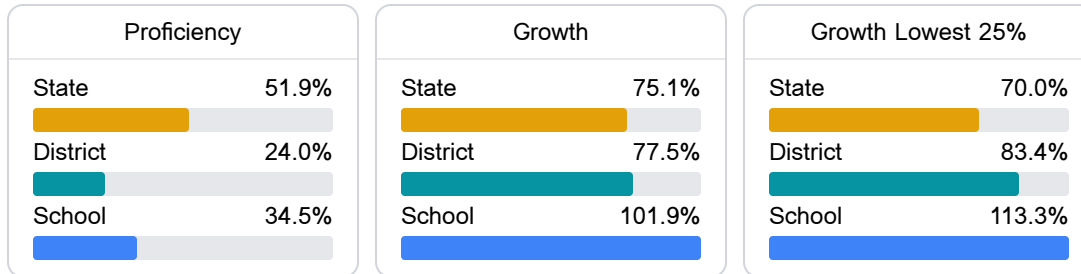 Proficiency
State 51.9%
District 24.0%
School 34.5%
Growth
State 75.1%
District 77.5%
School 101.9%
Growth Lowest 25%
State 70.0%
District 83.4%
School 113.3%